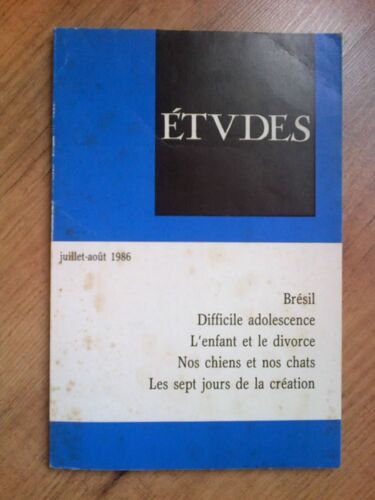 ÉTVDES
juillet-août 1986
Brésil
Difficile adolescence
L'enfant et le divorce
Nos chiens et nos chats
Les sept jours de la création